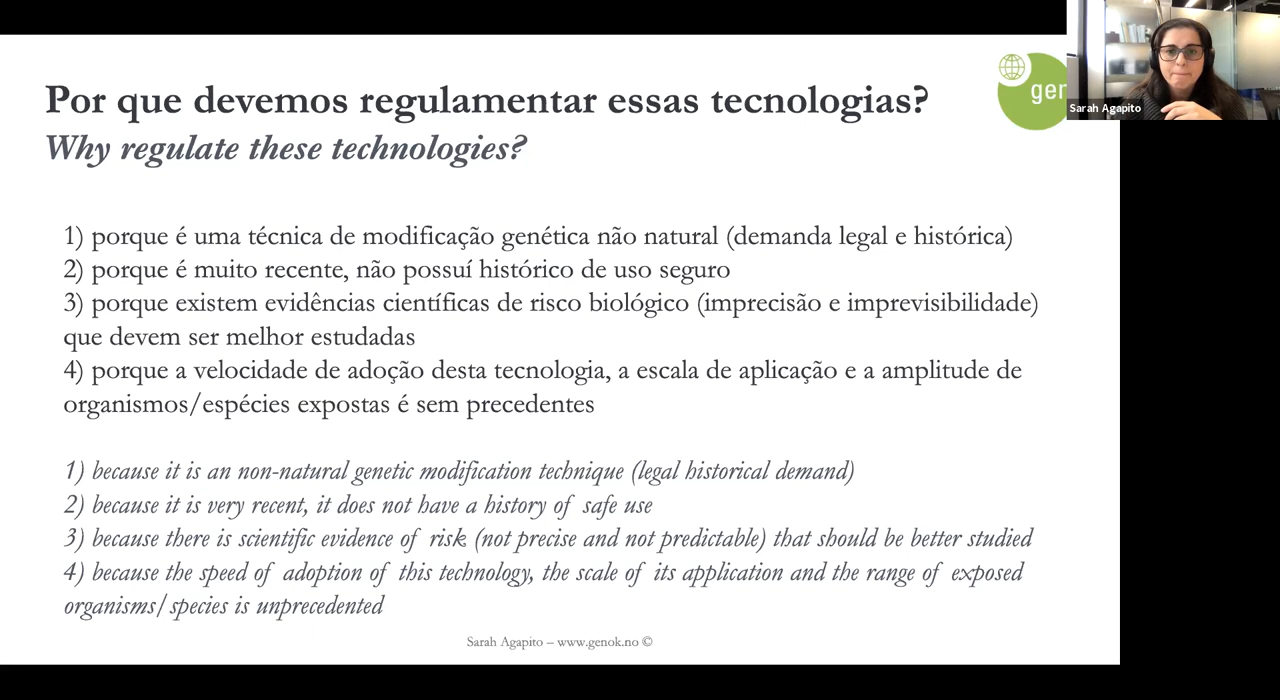 Por que devemos regulamentar essas tecnologias?
Why regulate these technologies?
gen
Sarah Agapito
1) porque é uma técnica de modificação genética não natural (demanda legal e histórica)
2) porque é muito recente, não possuí histórico de uso seguro
3) porque existem evidências científicas de risco biológico (imprecisão e imprevisibilidade)
que devem ser melhor estudadas
4) porque a velocidade de adoção desta tecnologia, a escala de aplicação e a amplitude de
organismos/espécies expostas é sem precedentes
1) because it is an non-natural genetic modification technique (legal historical demand)
2) because it is very recent, it does not have a history of safe use
3) because there is scientific evidence of risk (not precise and not predictable) that should be better studied
4) because the speed of adoption of this technology, the scale of its application and the range of exposed
organisms/species is unprecedented
Sarah Agapito – www.genok.no ©